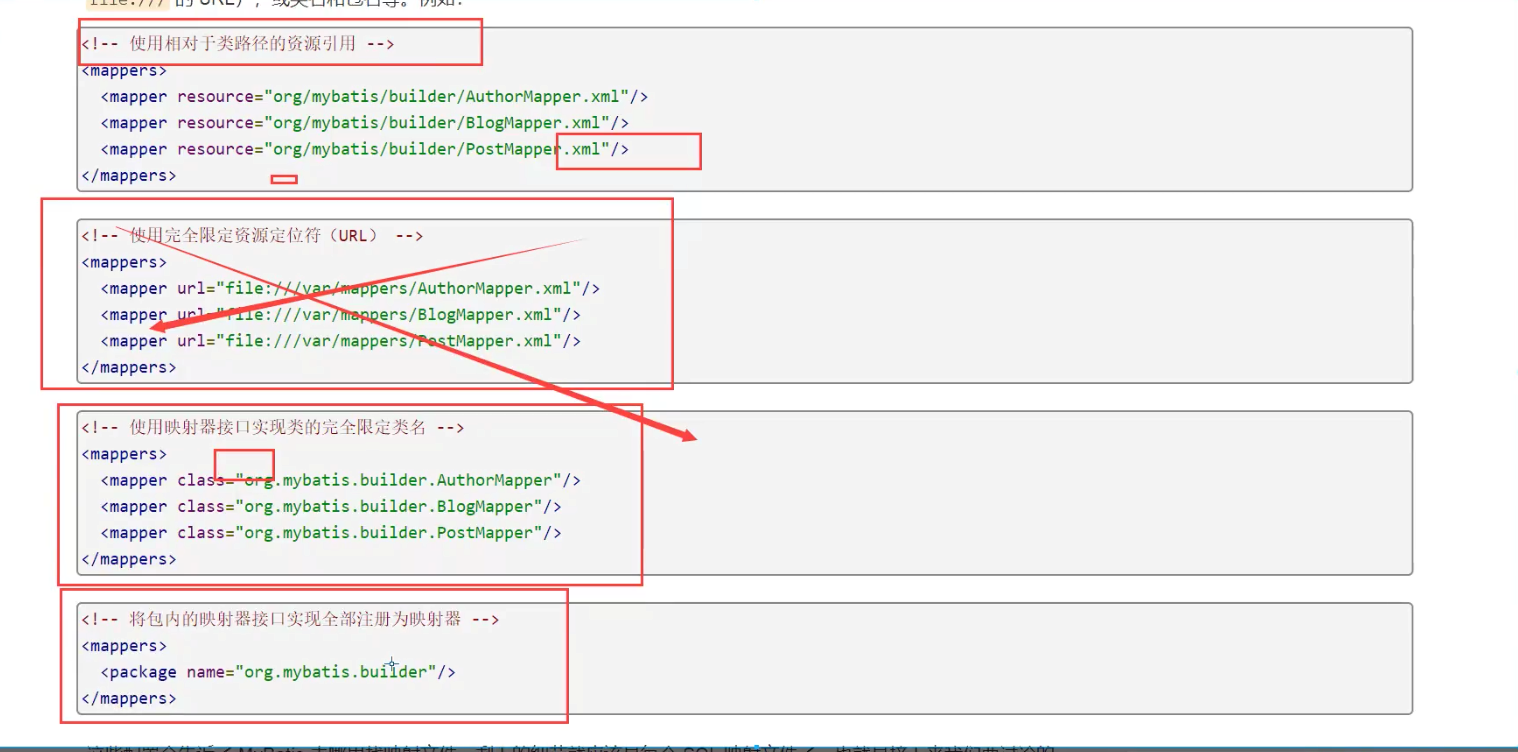 file:/// 的 URL），或类名和包名等。例如：
<!-- 使用相对于类路径的资源引用 -->
<mappers>
<mapper resource="org/mybatis/builder/AuthorMapper.xml"/>
<mapper resource="org/mybatis/builder/BlogMapper.xml"/>
<mapper resource="org/mybatis/builder/PostMapper.xml"/>
</mappers>
<!-- 使用完全限定资源定位符（URL） -->
<mappers>
<mapper url="file:///var/mappers/AuthorMapper.xml"/>
<mapper url="file:///var/mappers/BlogMapper.xml"/>
<mapper url="file:///var/mappers/PostMapper.xml"/>
</mappers>
<!-- 使用映射器接口实现类的完全限定类名 -->
<mappers>
<mapper class="org.mybatis.builder.AuthorMapper"/>
<mapper class="org.mybatis.builder.BlogMapper"/>
<mapper class="org.mybatis.builder.PostMapper"/>
</mappers>
<!-- 将包内的映射器接口实现全部注册为映射器 -->
<mappers>
<package name="org.mybatis.builder"/>
</mappers>